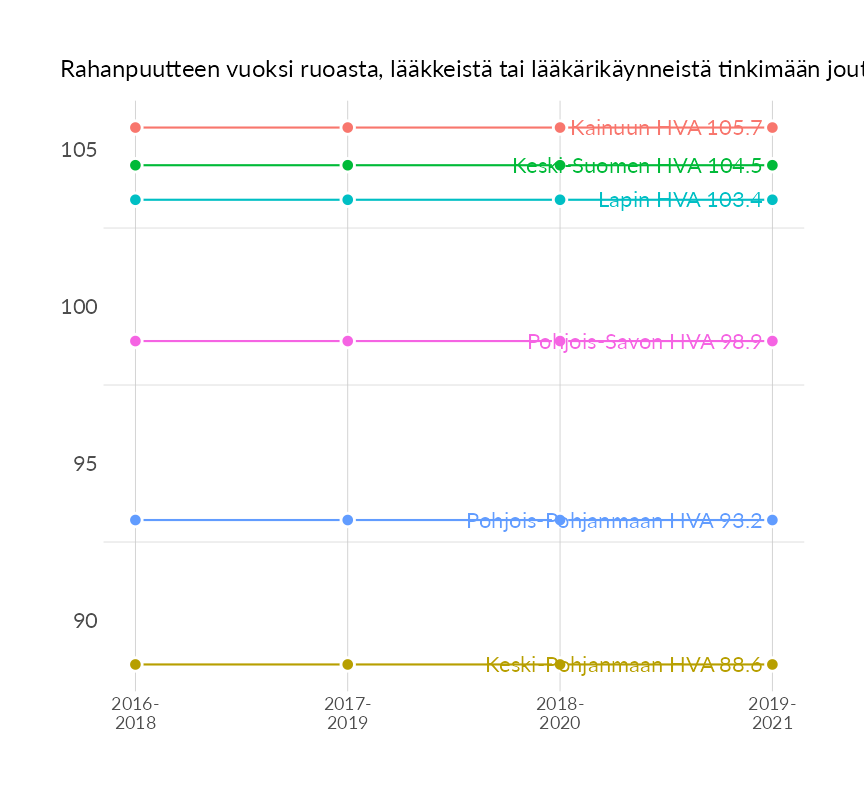 Rahanpuutteen vuoksi ruoasta, lääkkeistä tai lääkärikäynneistä tinkimään
105
100
95
90
Kainuun HVA 105.7
Keski-Suomen HVA 104.5
Lapin HVA 103.4
Pohjois-Savon HVA 98.9
Pohjois-Pohjanmaan HVA 93.2
Keski-Pohjanmaan HVA 88.6
2016-
2018
2017-
2019
2018-
2020
2019-
2021